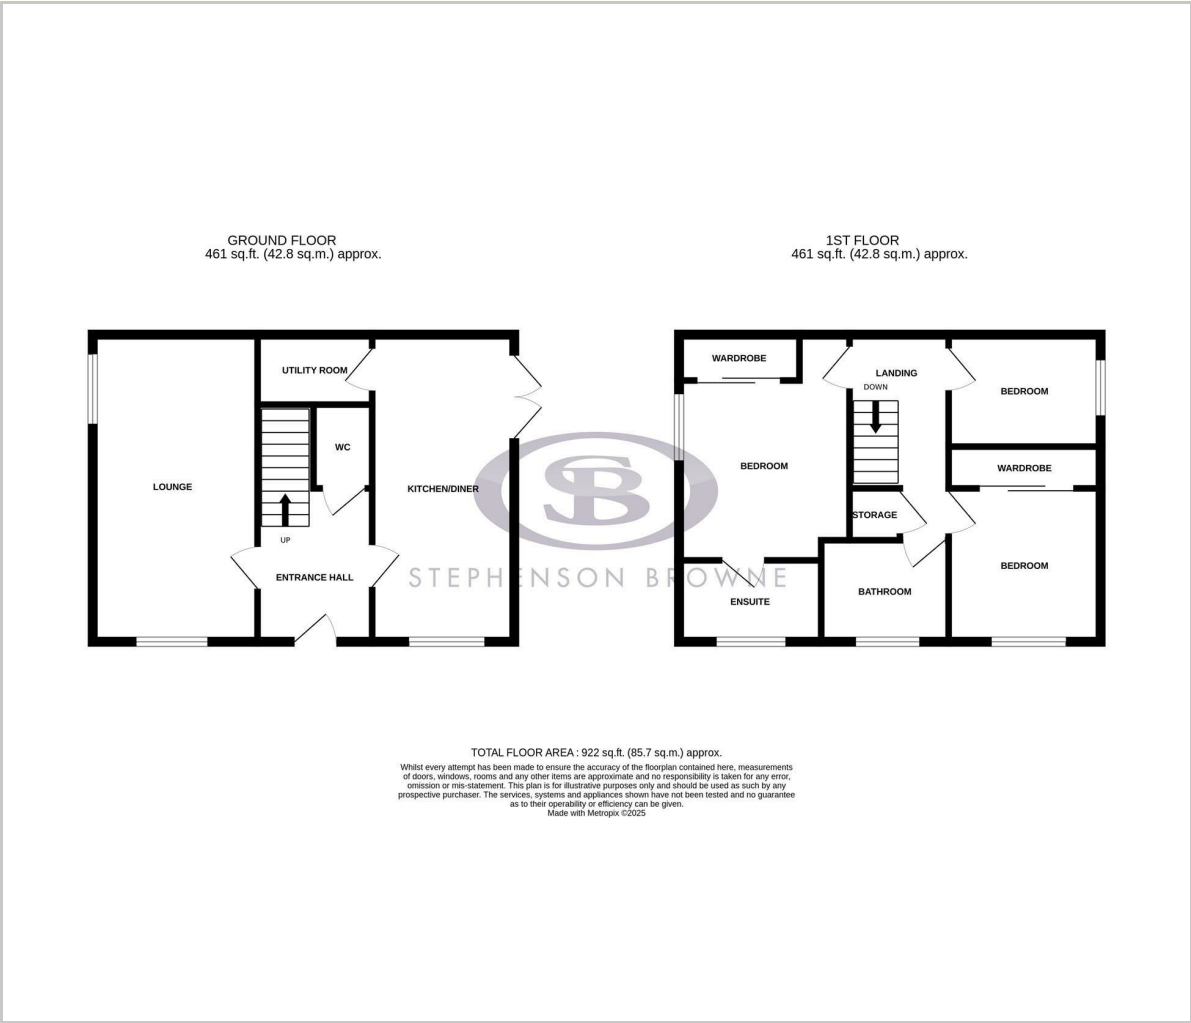 GROUND FLOOR
461 sq.ft. (42.8 sq.m.) approx.
1ST FLOOR
461 sq.ft. (42.8 sq.m.) approx.
UTILITY ROOM
WC
LOUNGE
KITCHEN/DINER
UP
ENTRANCE HALL
WARDROBE
LANDING
DOWN
BEDROOM
BEDROOM
WARDROBE
STORAGE
BEDROOM
BATHROOM
ENSUITE
SB
STEPHENSON BROWNE
TOTAL FLOOR AREA : 922 sq.ft. (85.7 sq.m.) approx.
Whilst every attempt has been made to ensure the accuracy of the floorplan contained here, measurements
of doors, windows, rooms and any other items are approximate and no responsibility is taken for any error,
omission or mis-statement. This plan is for illustrative purposes only and should be used as such by any
prospective purchaser. The services, systems and appliances shown have not been tested and no guarantee
as to their operability or efficiency can be given.
Made with Metropix ©2025